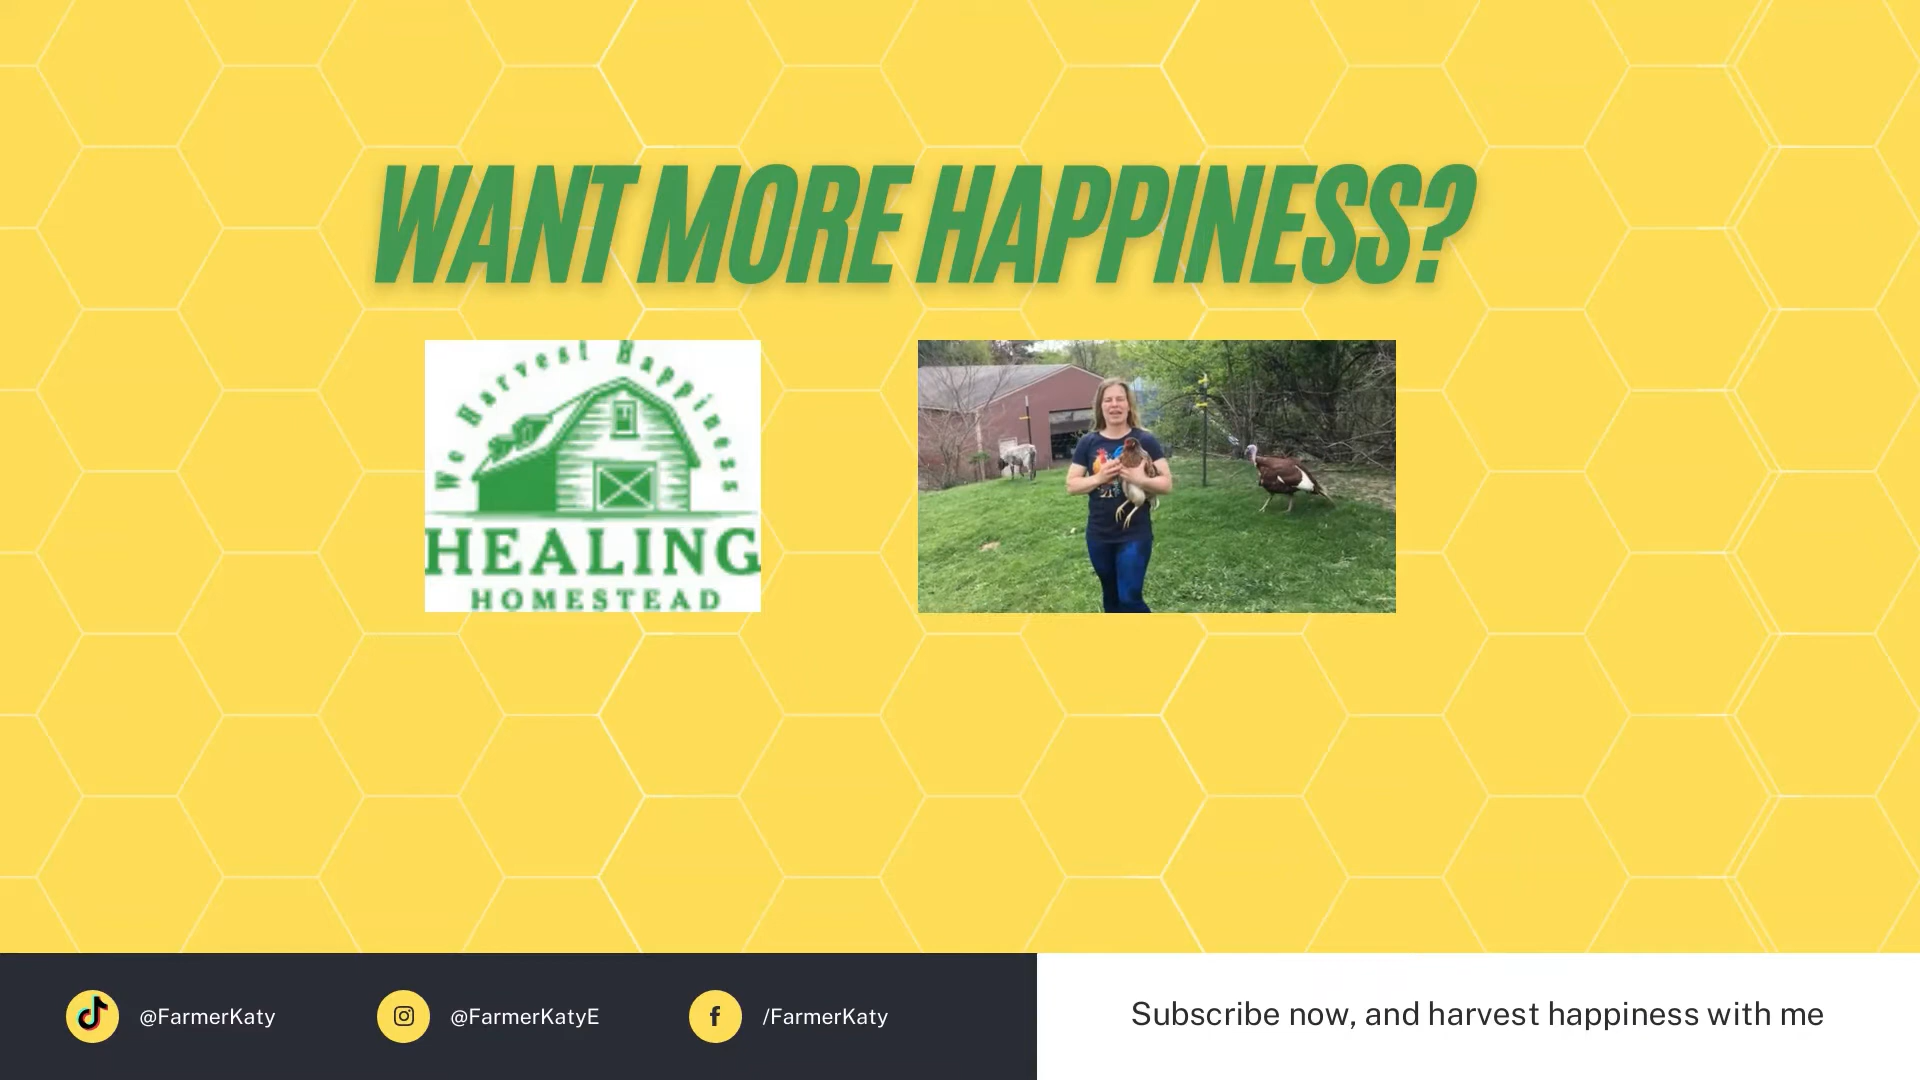 WANT MORE HAPPINESS?
We Harvest Happiness
HEALING
HOMESTEAD
@FarmerKaty
@FarmerKatyE
/FarmerKaty
Subscribe now, and harvest happiness with me